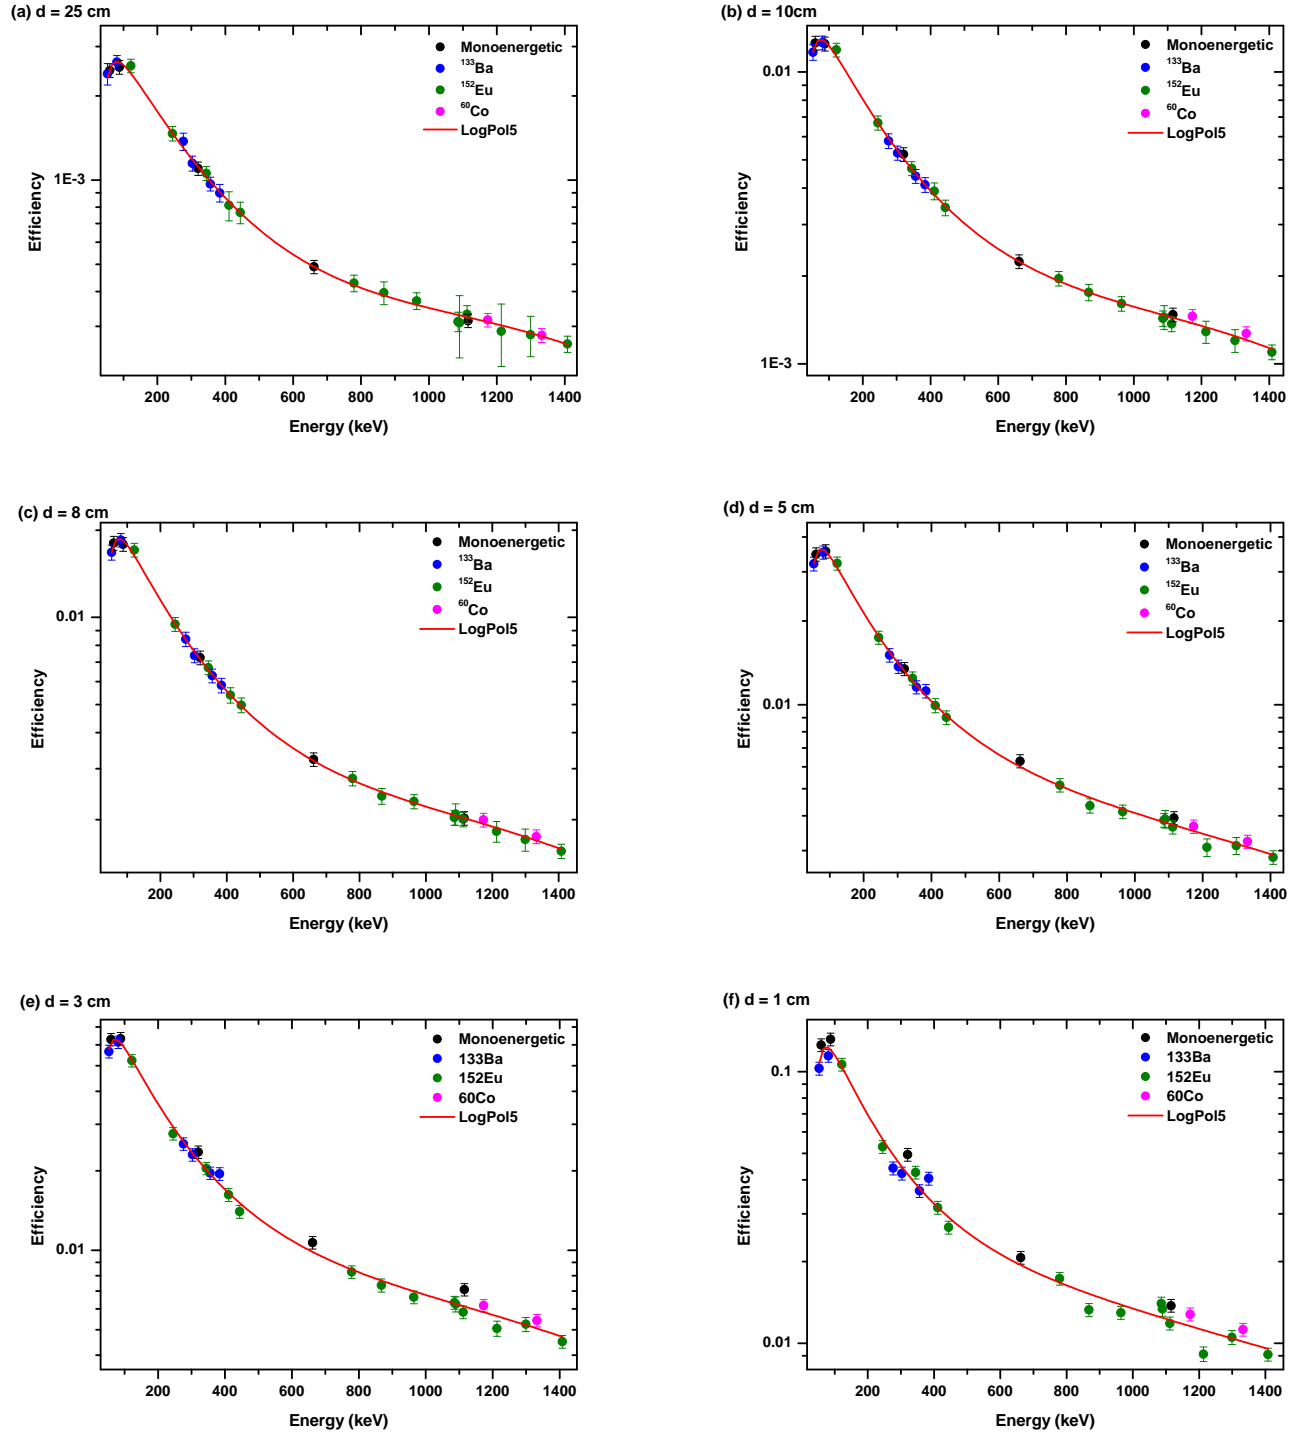 (a) d = 25 cm
Monoenergetic
133Ba
152Eu
60Co
LogPol5
1E-3
Efficiency
200 400 600 800 1000 1200 1400
Energy (keV)
(b) d = 10cm
0.01
Monoenergetic
133Ba
152Eu
60Co
LogPol5
Efficiency
1E-3
200 400 600 800 1000 1200 1400
Energy (keV)
(c) d = 8 cm
Monoenergetic
133Ba
152Eu
60Co
LogPol5
0.01
Efficiency
200 400 600 800 1000 1200 1400
Energy (keV)
(d) d = 5 cm
Monoenergetic
133Ba
152Eu
60Co
LogPol5
0.01
Efficiency
200 400 600 800 1000 1200 1400
Energy (keV)
(e) d = 3 cm
Monoenergetic
133Ba
152Eu
60Co
LogPol5
Efficiency
0.01
200 400 600 800 1000 1200 1400
Energy (keV)
(f) d = 1 cm
Monoenergetic
0.1
133Ba
152Eu
60Co
LogPol5
Efficiency
0.01
200 400 600 800 1000 1200 1400
Energy (keV)